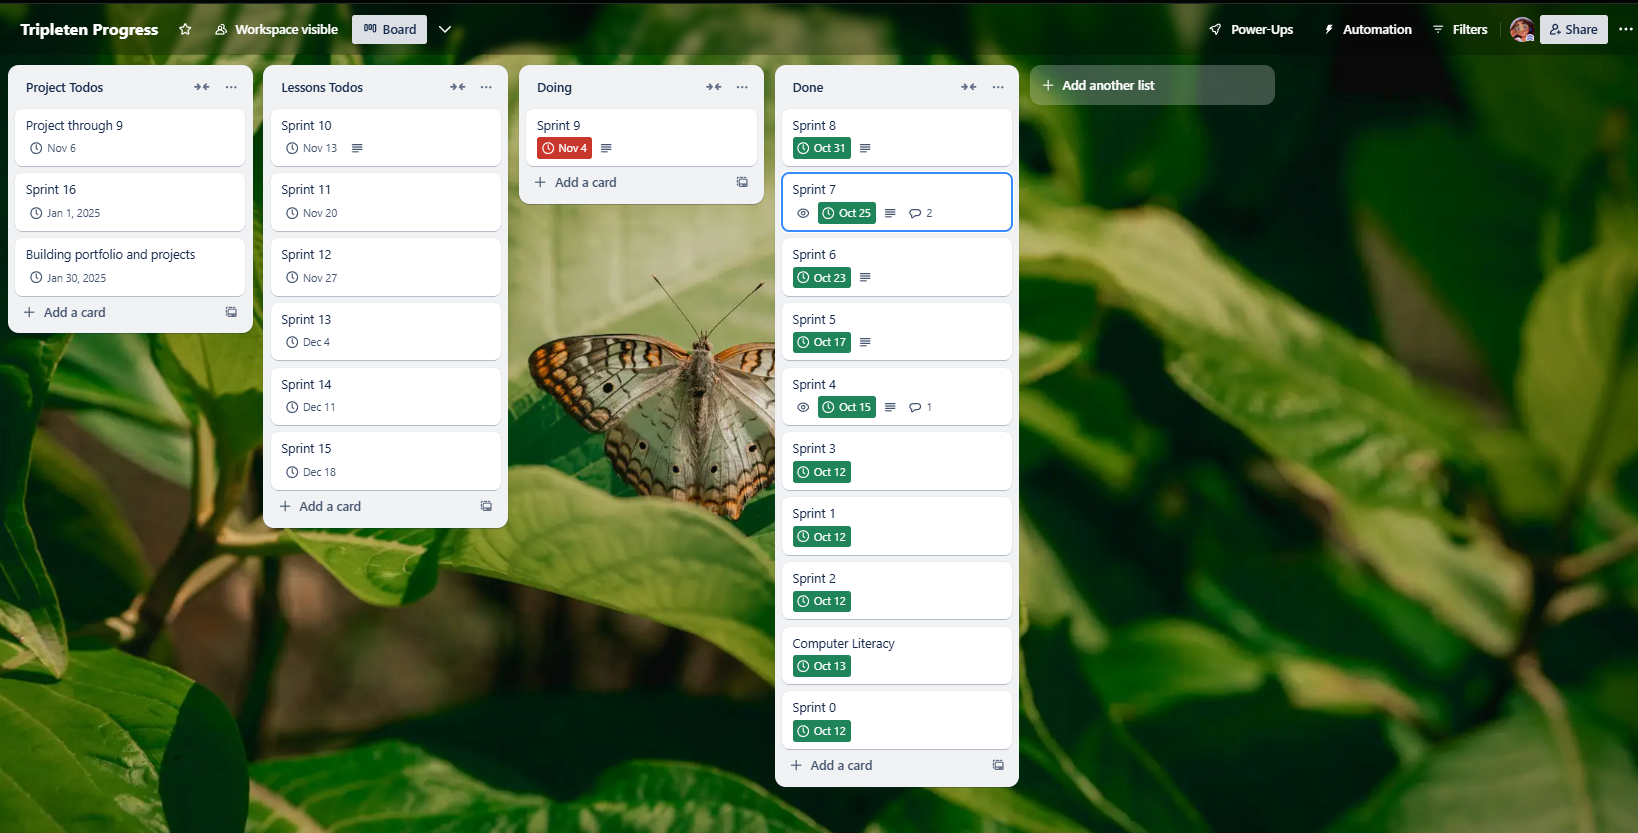 Tripleten Progress
Workspace visible
Board
Power-Ups
Automation
Filters
Share
Project Todos
Project through 9
Nov 6
Sprint 16
Jan 1, 2025
Building portfolio and projects
Jan 30, 2025
Add a card
Lessons Todos
Sprint 10
Nov 13
Sprint 11
Nov 20
Sprint 12
Nov 27
Sprint 13
Dec 4
Sprint 14
Dec 11
Sprint 15
Dec 18
Add a card
Doing
Sprint 9
Nov 4
Add a card
Done
Sprint 8
Oct 31
Sprint 7
Oct 25 2
Sprint 6
Oct 23
Sprint 5
Oct 17
Sprint 4
Oct 15 1
Sprint 3
Oct 12
Sprint 1
Oct 12
Sprint 2
Oct 12
Computer Literacy
Oct 13
Sprint 0
Oct 12
Add a card
Add another list